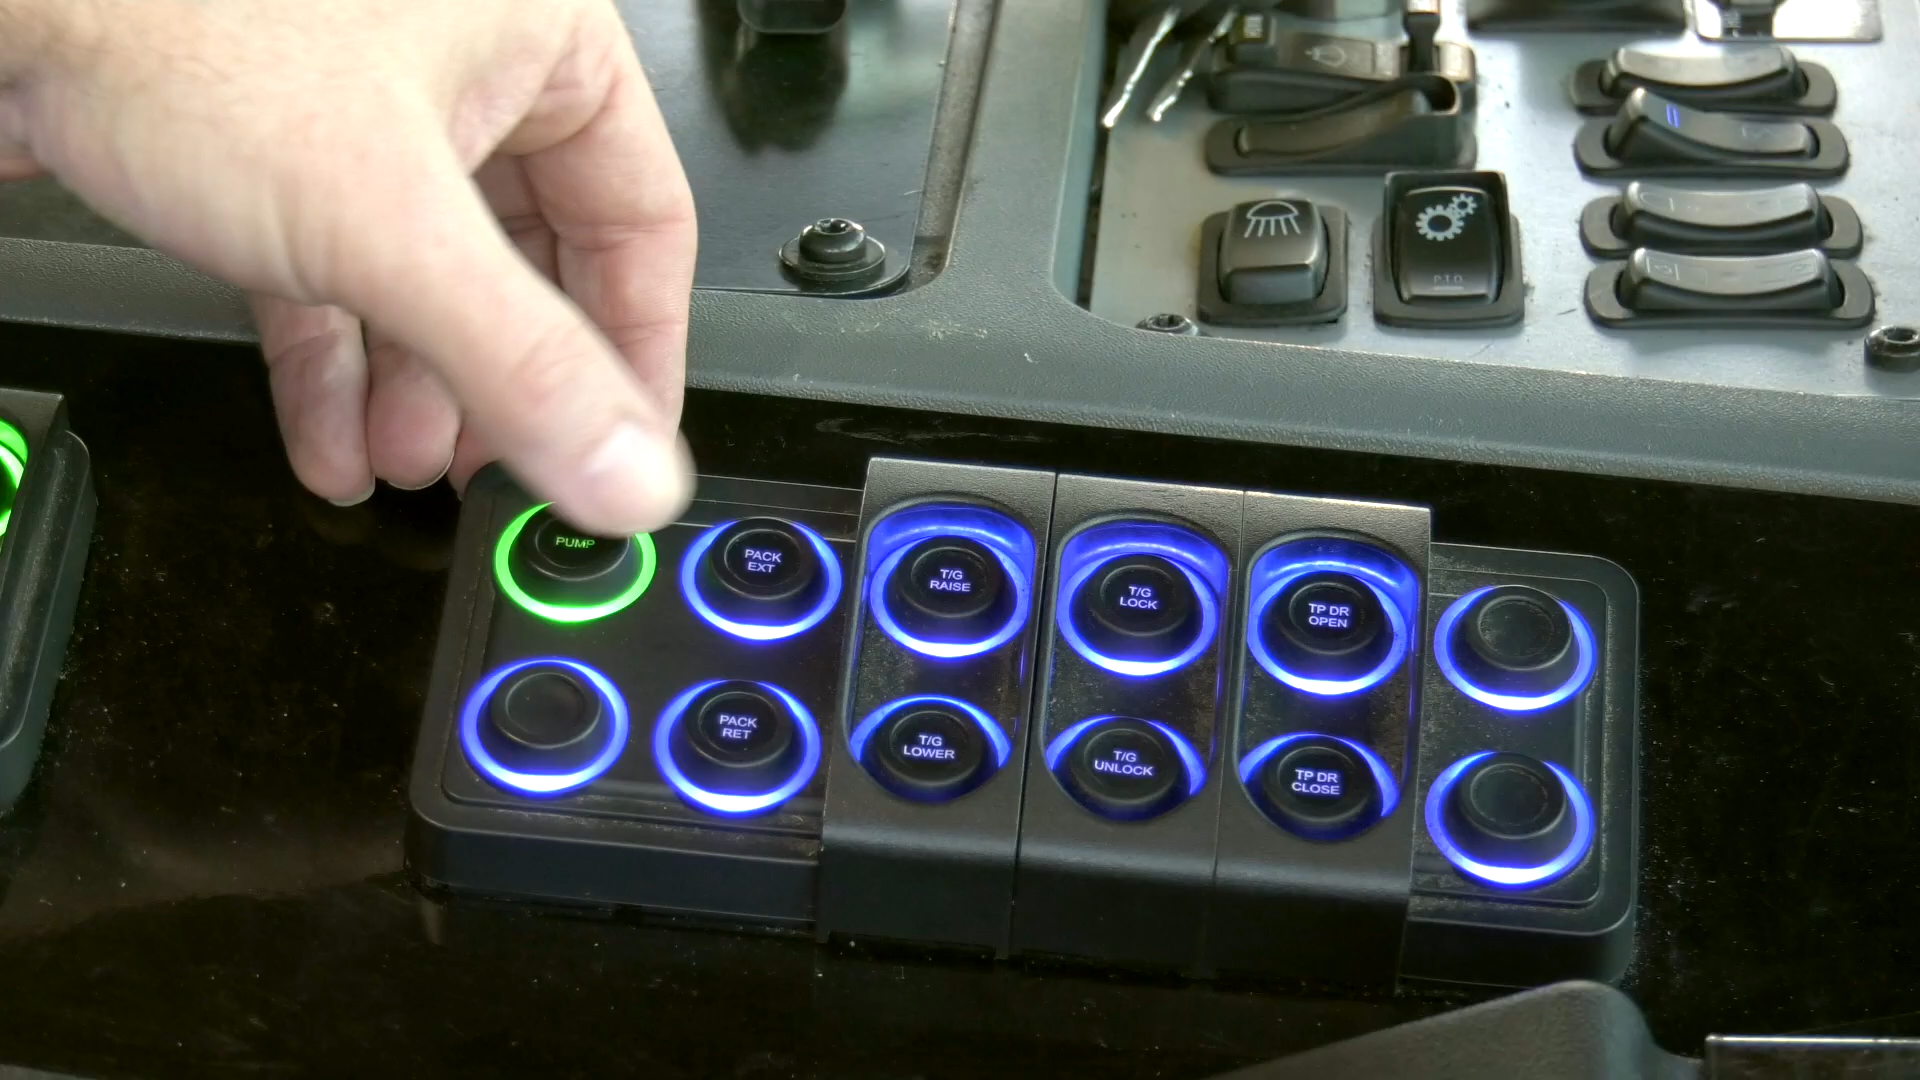 PTO
PUMP
PACK
EXT
T/G
RAISE
T/G
LOCK
TP DR
OPEN
PACK
RET
T/G
LOWER
T/G
UNLOCK
TP DR
CLOSE